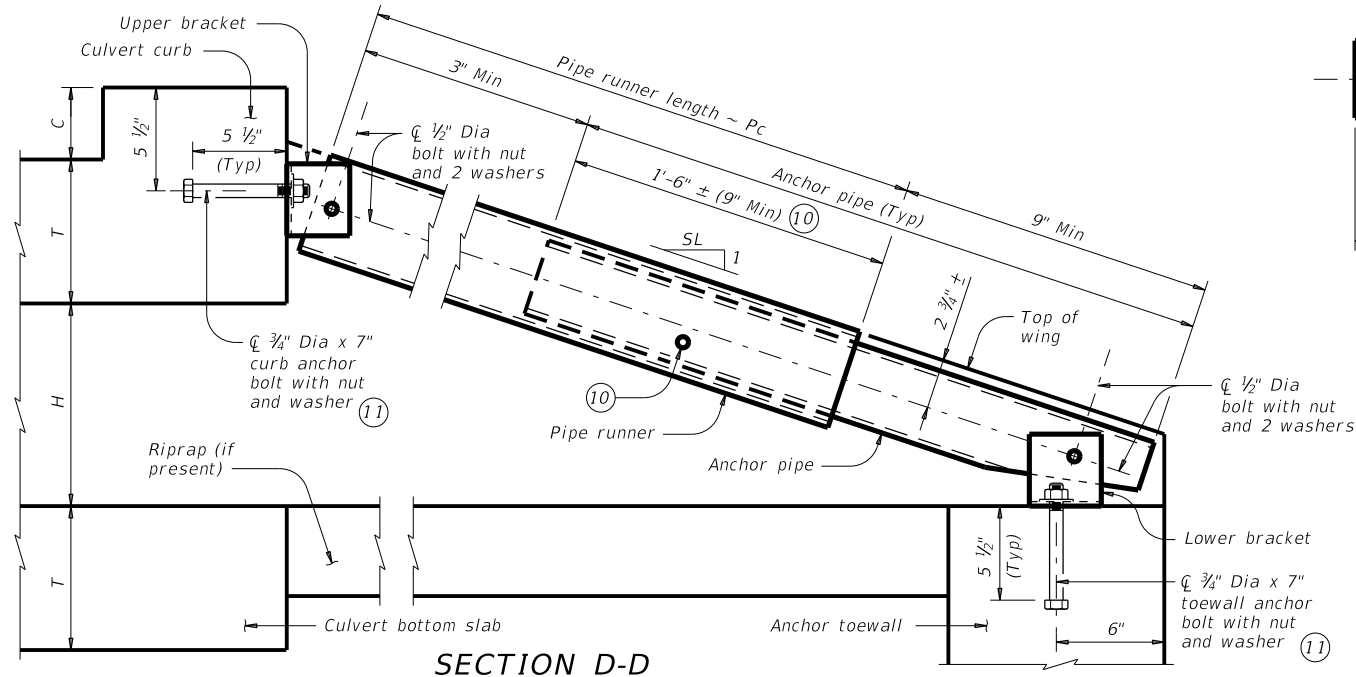 Upper bracket
Culvert curb
C
5 ½"
5 ½"
(Typ)
T
H
T
3" Min
Pipe runner length ~ Pc
℄ ½" Dia
bolt with nut
and 2 washers
Anchor pipe (Typ)
1'-6" ± (9" Min) 10
9" Min
SL
1
2 ¾" ±
Top of
wing
℄ ¾" Dia x 7"
curb anchor
bolt with nut
and washer 11
10
Pipe runner
Anchor pipe
℄ ½" Dia
bolt with nut
and 2 washers
Riprap (if
present)
5 ½"
(Typ)
Lower bracket
℄ ¾" Dia x 7"
toewall anchor
bolt with nut
and washer 11
Culvert bottom slab
Anchor toewall
6"
SECTION D-D